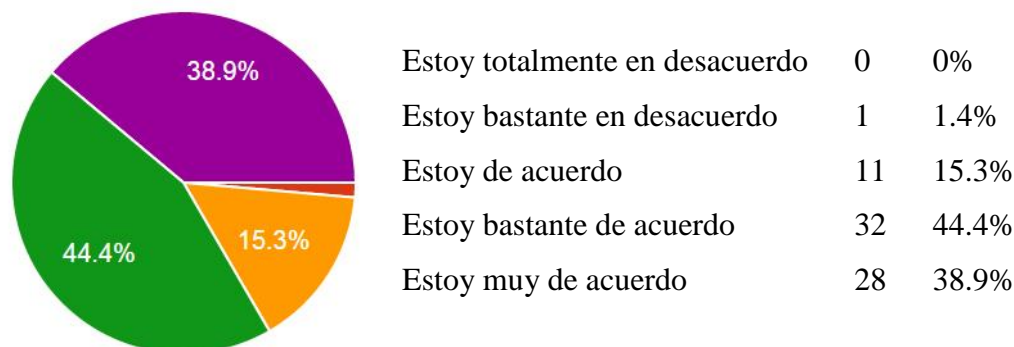 38.9%
44.4%
15.3%
Estoy totalmente en desacuerdo 0 0%
Estoy bastante en desacuerdo 1 1.4%
Estoy de acuerdo 11 15.3%
Estoy bastante de acuerdo 32 44.4%
Estoy muy de acuerdo 28 38.9%